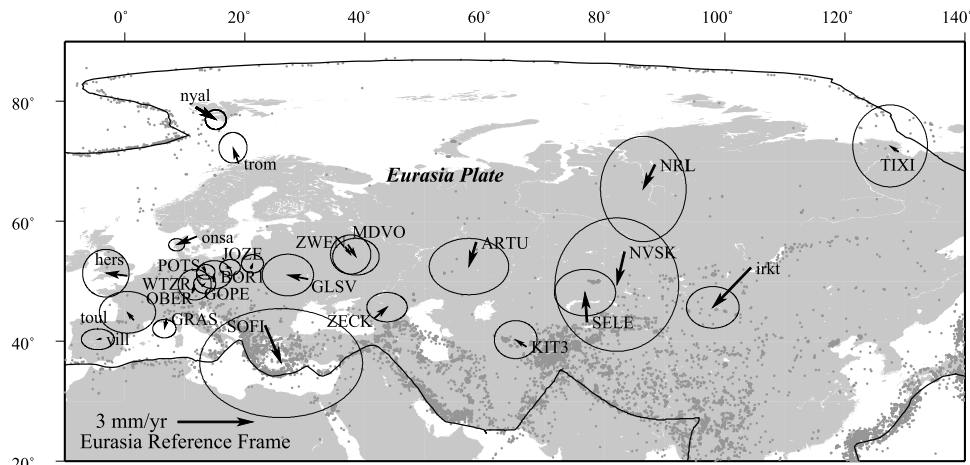 0° 20° 40° 60° 80° 100° 120° 140°
80°
nyal
trom
TIXI
NRL
Eurasia Plate
60°
onsa
MDVO
ZWEN
ARTU
JOZE
hers
POTS
BOR1
NVSK
irkt
WTZR
GOPE
GLSV
OBER
toul
GRAS
SOFI
ZECK
SELE
vill
40°
KIT3
3 mm/yr
Eurasia Reference Frame
20°